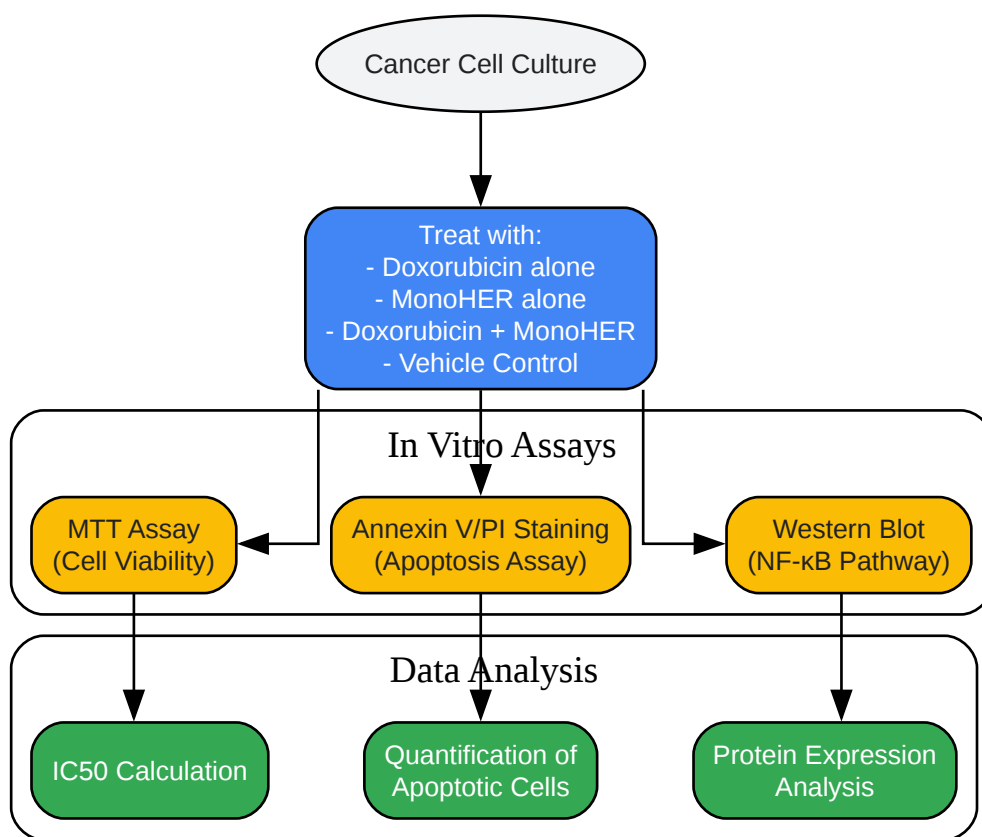 Cancer Cell Culture
Treat with:
- Doxorubicin alone
- MonoHER alone
- Doxorubicin + MonoHER
- Vehicle Control
In Vitro Assays
MTT Assay
(Cell Viability)
Annexin V/PI Staining
(Apoptosis Assay)
Western Blot
(NF-κB Pathway)
Data Analysis
IC50 Calculation
Quantification of
Apoptotic Cells
Protein Expression
Analysis